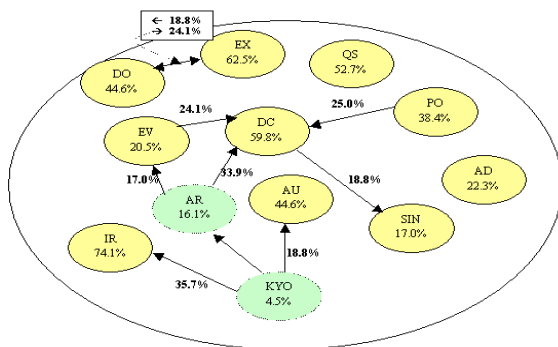 ← 18.8%
→ 24.1%
EX
62.5%
QS
52.7%
DO
44.6%
24.1%
25.0%
PO
38.4%
EV
20.5%
DC
59.8%
17.0%
33.9%
18.8%
AD
22.3%
AR
16.1%
AU
44.6%
SIN
17.0%
IR
74.1%
18.8%
35.7%
KYO
4.5%